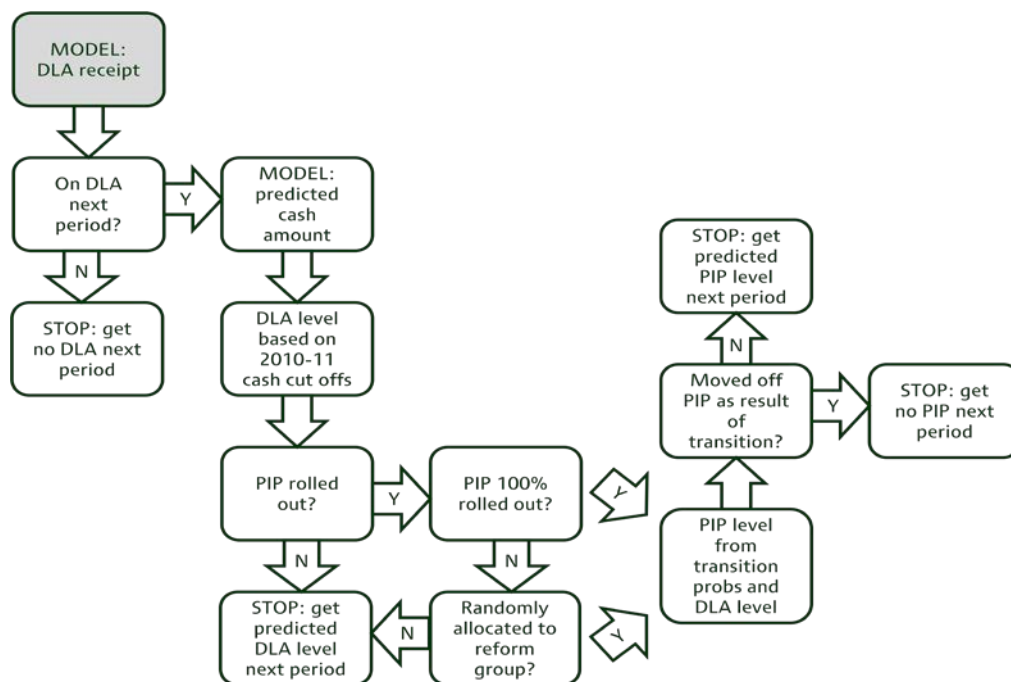 MODEL:
DLA receipt
On DLA
next
period?
Y
MODEL:
predicted
cash
amount
N
STOP: get
no DLA next
period
DLA level
based on
2010-11
cash cut offs
STOP: get
predicted
PIP level
next period
N
Moved off
PIP as result
of
transition?
Y
STOP: get
no PIP next
period
PIP rolled
out?
Y
PIP 100%
rolled out?
Y
PIP level
from
transition
probs and
DLA level
N
N
STOP: get
predicted
DLA level
next period
N
Randomly
allocated to
reform
group?
Y